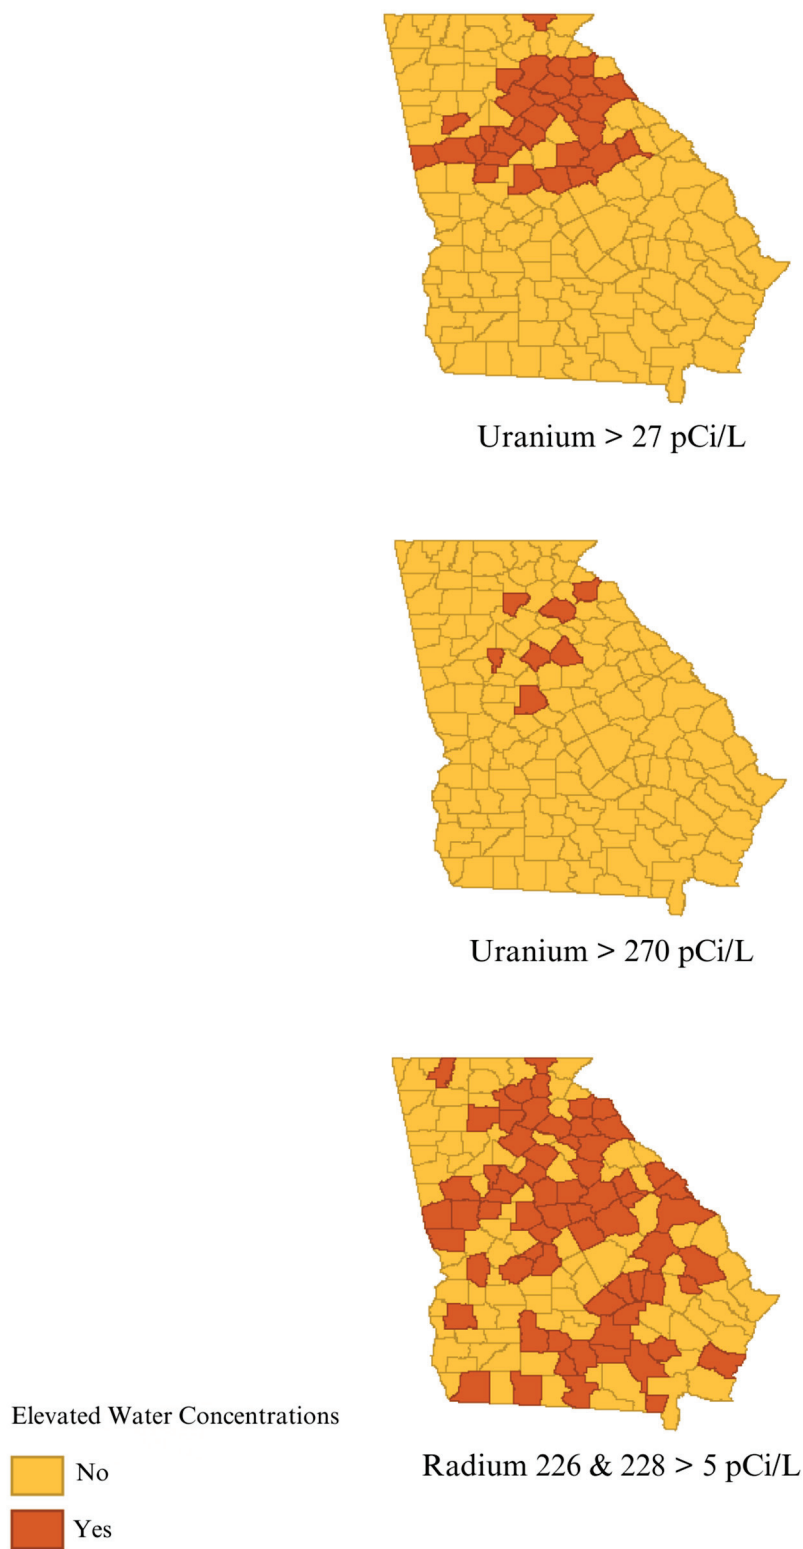 Uranium > 27 pCi/L
Uranium > 270 pCi/L
Radium 226 & 228 > 5 pCi/L
Elevated Water Concentrations
No
Yes